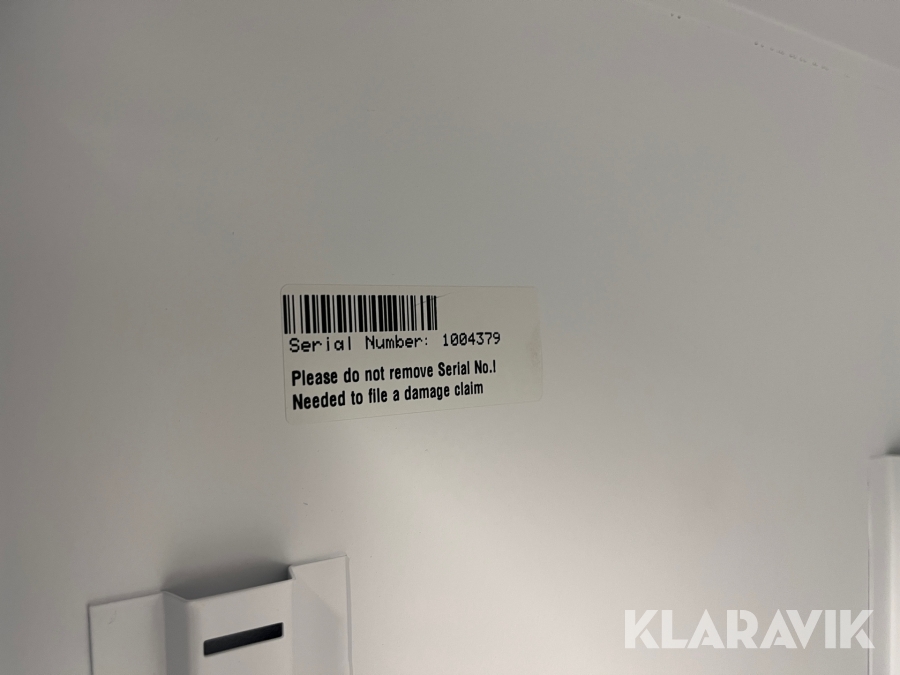 Serial Number: 1004379
Please do not remove Serial No.!
Needed to file a damage claim
KLARAVIK